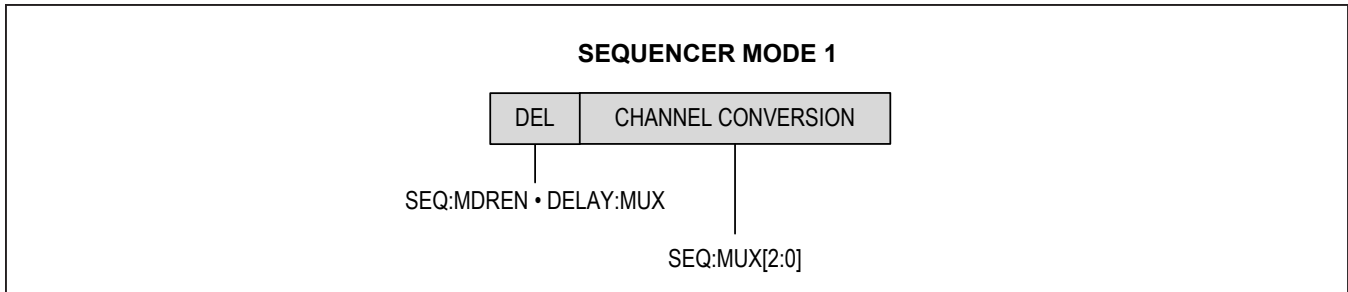 SEQUENCER MODE 1
DEL CHANNEL CONVERSION
SEQ:MDREN • DELAY:MUX
SEQ:MUX[2:0]